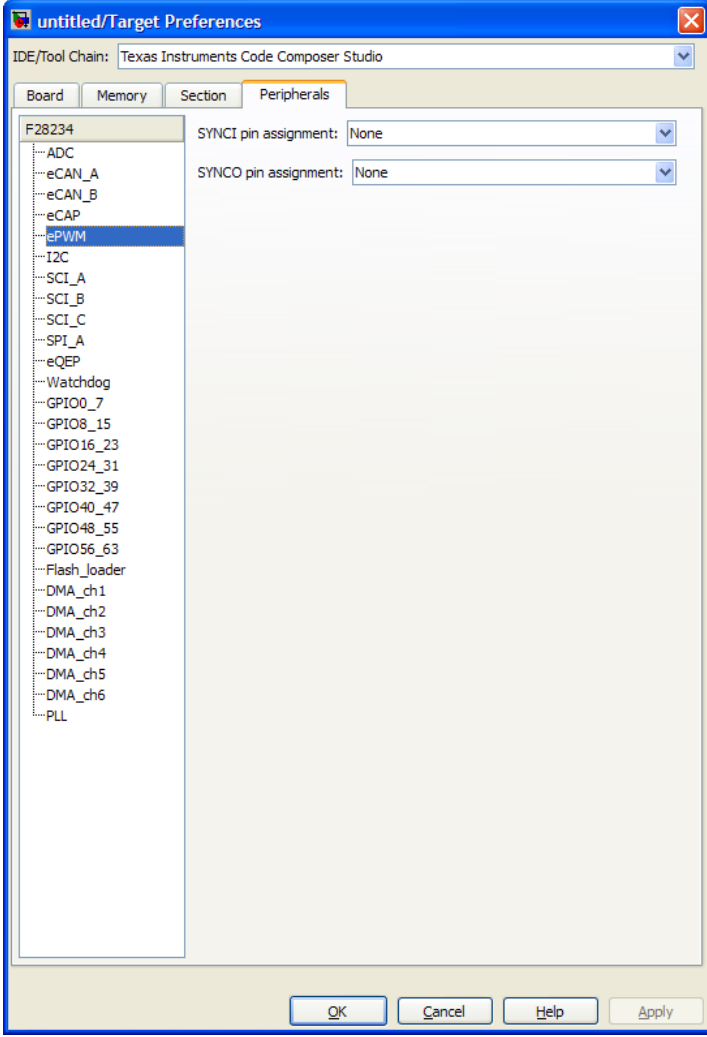 untitled/Target Preferences
IDE/Tool Chain: Texas Instruments Code Composer Studio
Board Memory Section Peripherals
F28234
ADC
eCAN_A
eCAN_B
eCAP
ePWM
I2C
SCI_A
SCI_B
SCI_C
SPI_A
eQEP
Watchdog
GPIO0_7
GPIO8_15
GPIO16_23
GPIO24_31
GPIO32_39
GPIO40_47
GPIO48_55
GPIO56_63
Flash_loader
DMA_ch1
DMA_ch2
DMA_ch3
DMA_ch4
DMA_ch5
DMA_ch6
PLL
SYNCI pin assignment: None
SYNCO pin assignment: None
OK Cancel Help Apply